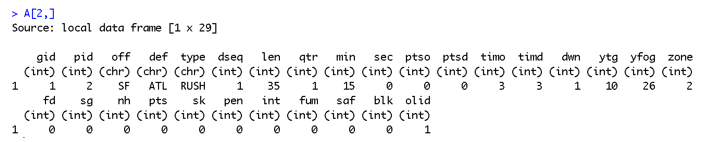 > A[2,]
Source: local data frame [1 x 29]
gid pid off def type dseq len qtr min sec ptso ptsd timo timd dwn ytg yfog zone
(int) (int) (chr) (chr) (chr) (int) (int) (int) (int) (int) (int) (int) (int) (int) (int) (int) (int) (int)
1 1 2 SF ATL RUSH 1 35 1 15 0 0 0 3 3 1 10 26 2
fd sg nh pts sk pen int fum saf blk olid
(int) (int) (int) (int) (int) (int) (int) (int) (int) (int) (int)
1 0 0 0 0 0 0 0 0 0 0 1